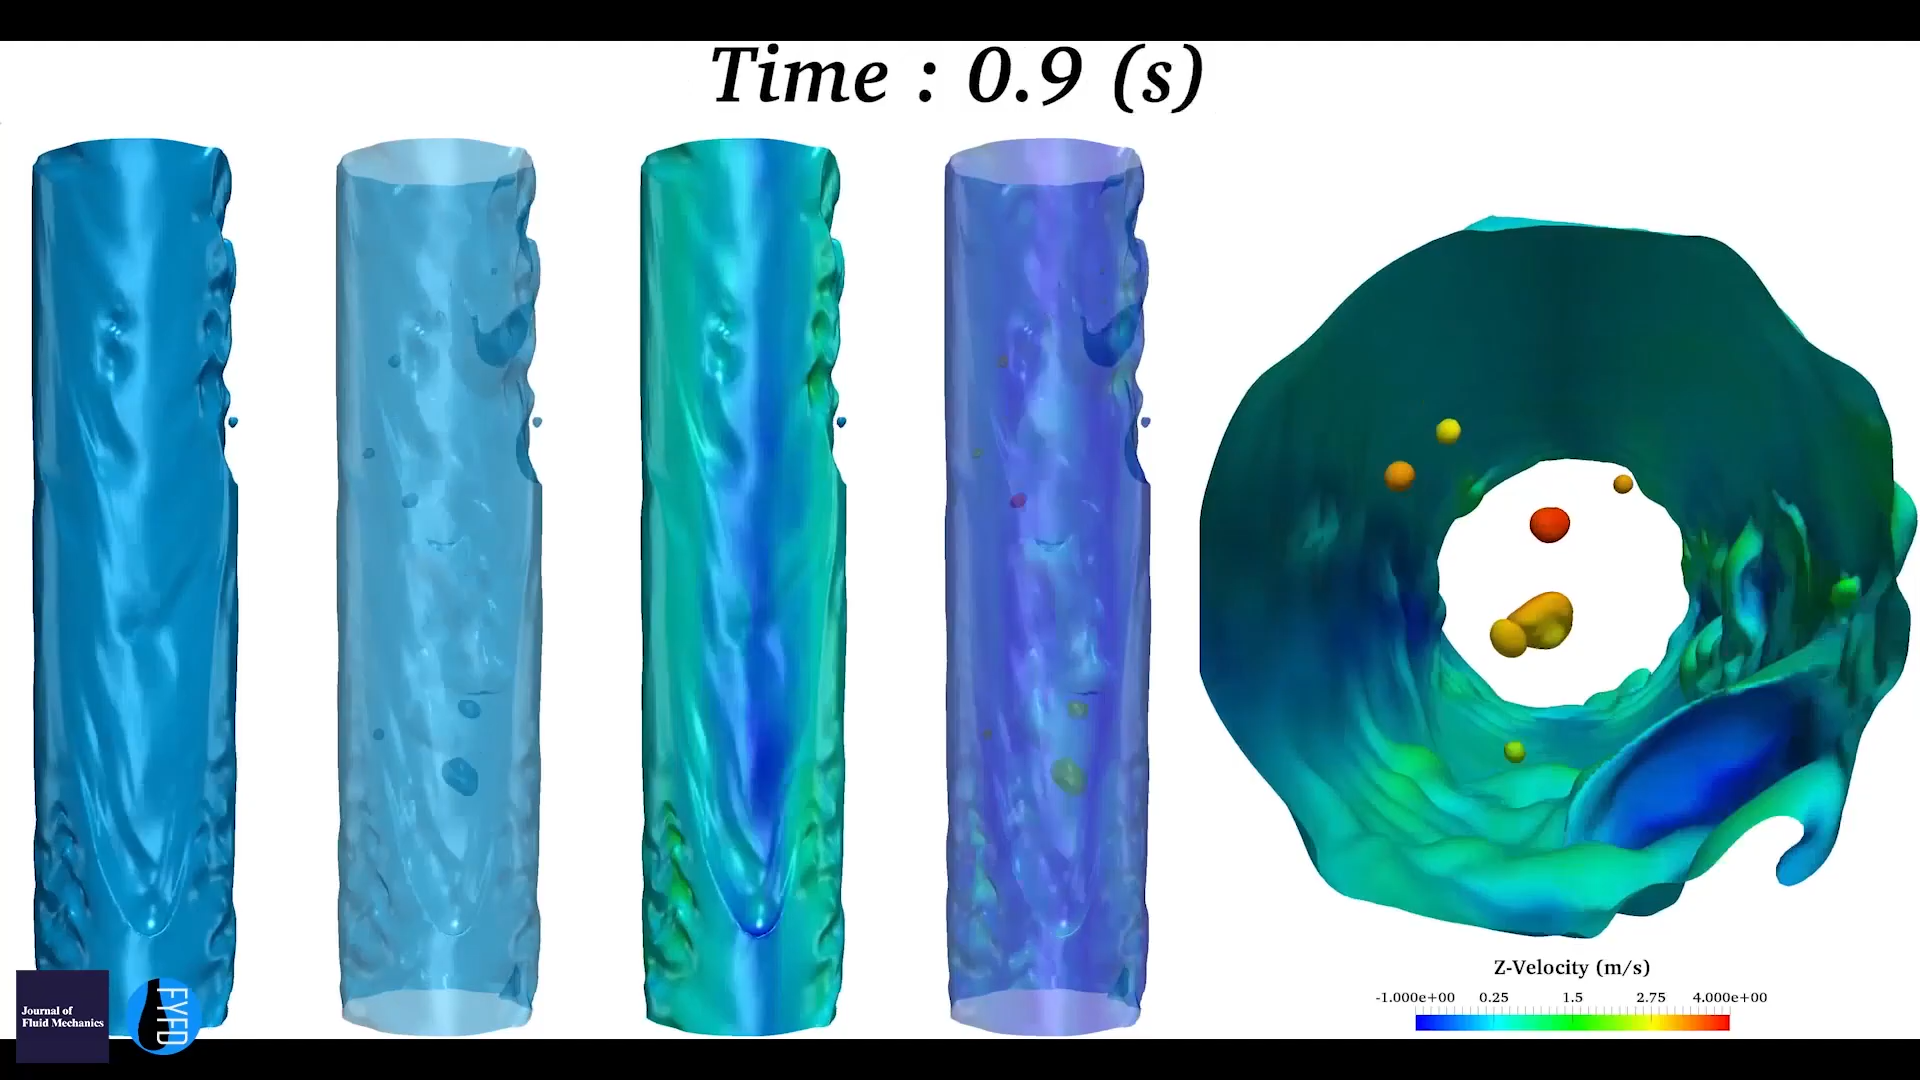 Time : 0.9 (s)
Z-Velocity (m/s)
-1.000e+00 0.25 1.5 2.75 4.000e+00
Journal of
Fluid Mechanics
FYFD